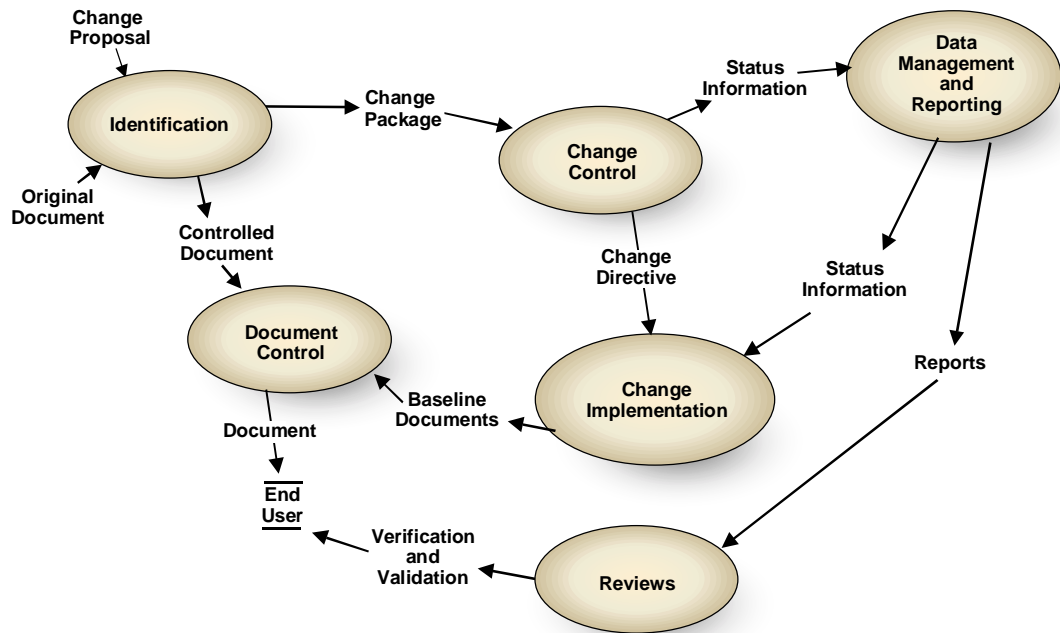 Change
Proposal
Identification
Original
Document
Change
Package
Change
Control
Status
Information
Data
Management
and
Reporting
Controlled
Document
Change
Directive
Status
Information
Document
Control
Reports
Baseline
Documents
Change
Implementation
Document
End
User
Verification
and
Validation
Reviews